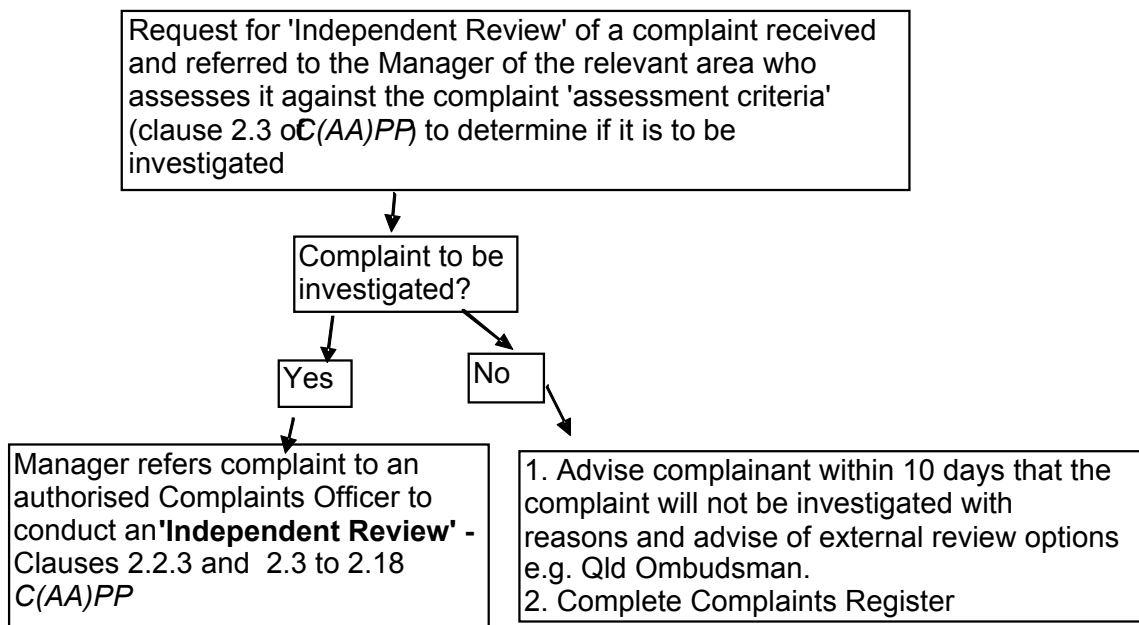 Request for 'Independent Review' of a complaint received
and referred to the Manager of the relevant area who
assesses it against the complaint 'assessment criteria'
(clause 2.3 of C(AA)PP) to determine if it is to be
investigated
Complaint to be
investigated?
Yes
No
Manager refers complaint to an
authorised Complaints Officer to
conduct an 'Independent Review' -
Clauses 2.2.3 and 2.3 to 2.18
C(AA)PP
1. Advise complainant within 10 days that the
complaint will not be investigated with
reasons and advise of external review options
e.g. Qld Ombudsman.
2. Complete Complaints Register